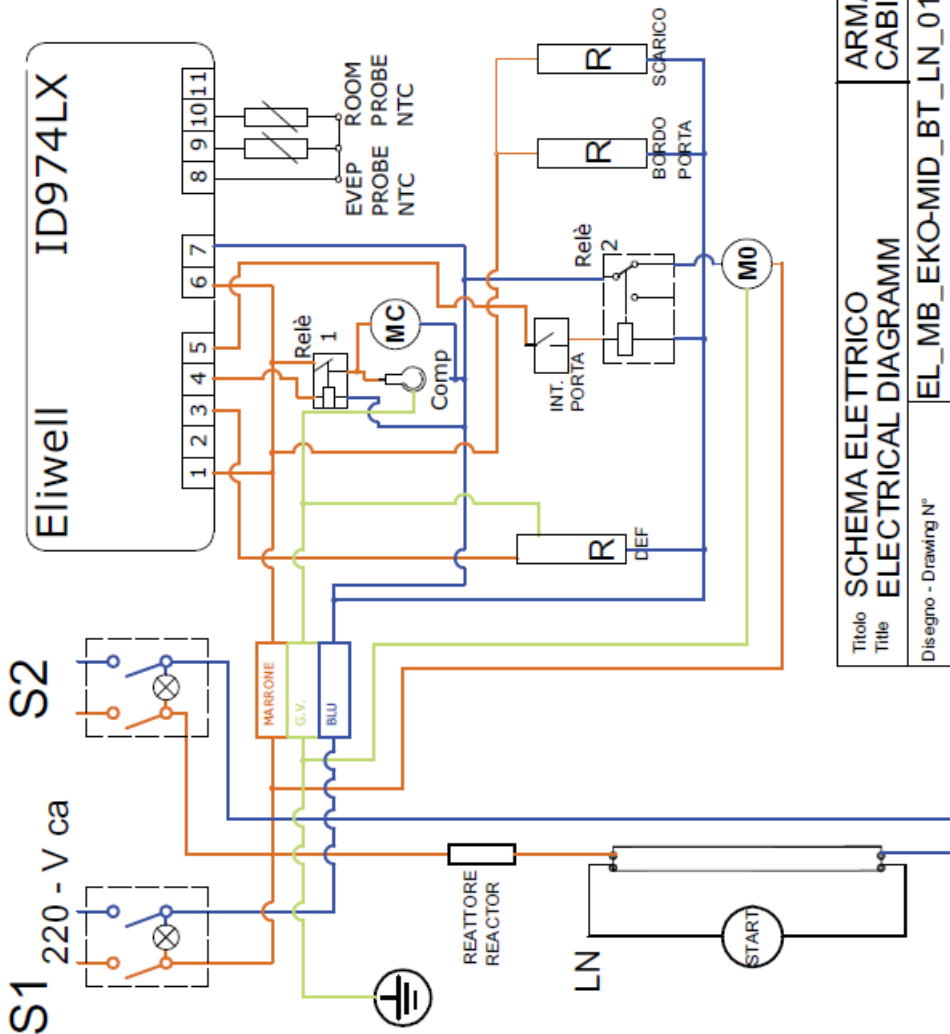 Eliwell ID974LX
1 2 3 4 5 6 7 8 9 10 11
EVEP
PROBE
NTC
ROOM
PROBE
NTC
S1
220 - V ca
S2
MARRONE
G.V.
BLU
Relè
1
MC
Comp
INT.
PORTA
Relè
2
R
BORDO
PORTA
R
SCARICO
R
DEF
M0
REATTORE
REACTOR
LN
START
Titolo SCHEMA ELETTRICO
Title ELECTRICAL DIAGRAMM
ARMA
CABI
Disegno - Drawing N°
EL_MB_EKO-MID_BT_LN_01